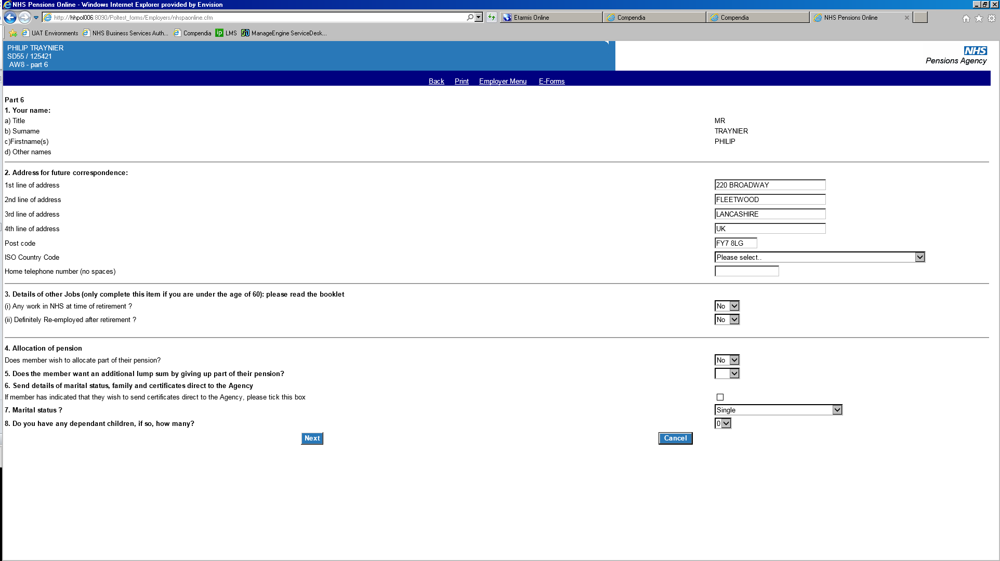 NHS Pensions Online - Windows Internet Explorer provided by Envision
http://hhpol006:8090/Poltest_forms/Employers/nhspaonline.cfm
Etarmis Online
Compendia
Compendia
NHS Pensions Online
UAT Environments
NHS Business Services Auth...
Compendia
ip LMS
ManageEngine ServiceDesk...
PHILIP TRAYNIER
SD55 / 125421
AW8 - part 6
NHS
Pensions Agency
Back Print Employer Menu E-Forms
Part 6
1. Your name:
a) Title MR
b) Surname TRAYNIER
c)Firstname(s) PHILIP
d) Other names
2. Address for future correspondence:
1st line of address 220 BROADWAY
2nd line of address FLEETWOOD
3rd line of address LANCASHIRE
4th line of address UK
Post code FY7 8LG
ISO Country Code Please select..
Home telephone number (no spaces)
3. Details of other Jobs (only complete this item if you are under the age of 60): please read the booklet
(i) Any work in NHS at time of retirement ? No
(ii) Definitely Re-employed after retirement ? No
4. Allocation of pension
Does member wish to allocate part of their pension? No
5. Does the member want an additional lump sum by giving up part of their pension?
6. Send details of marital status, family and certificates direct to the Agency
If member has indicated that they wish to send certificates direct to the Agency, please tick this box
7. Marital status ? Single
8. Do you have any dependant children, if so, how many? 0
Next Cancel